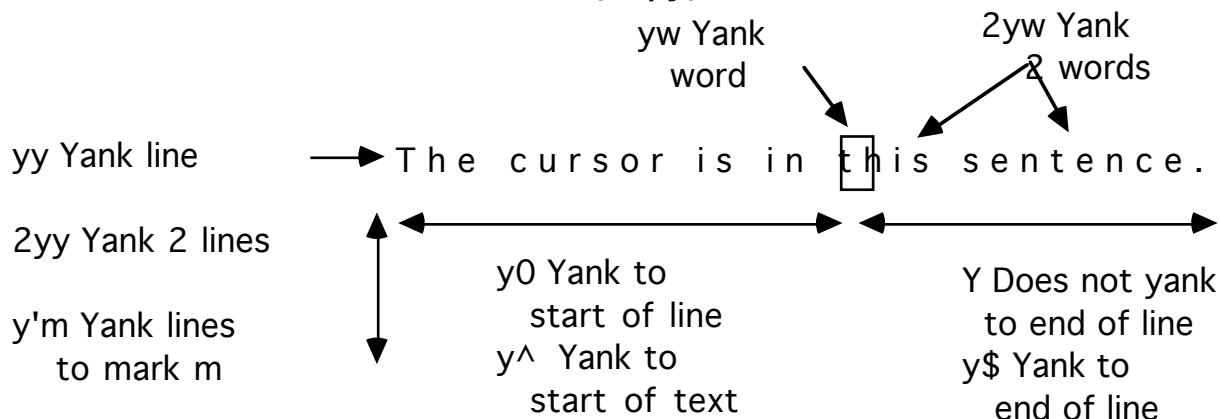 yw Yank
word
2yw Yank
2 words
yy Yank line
The cursor is in this sentence.
2yy Yank 2 lines
y'm Yank lines
to mark m
y0 Yank to
start of line
y^ Yank to
start of text
Y Does not yank
to end of line
y$ Yank to
end of line